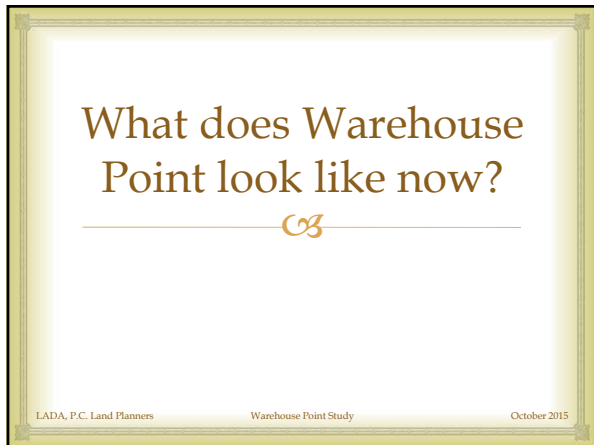 What does Warehouse
Point look like now?
LADA, P.C. Land Planners Warehouse Point Study October 2015